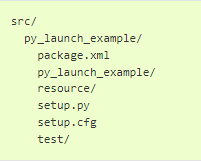 src/
py_launch_example/
package.xml
py_launch_example/
resource/
setup.py
setup.cfg
test/